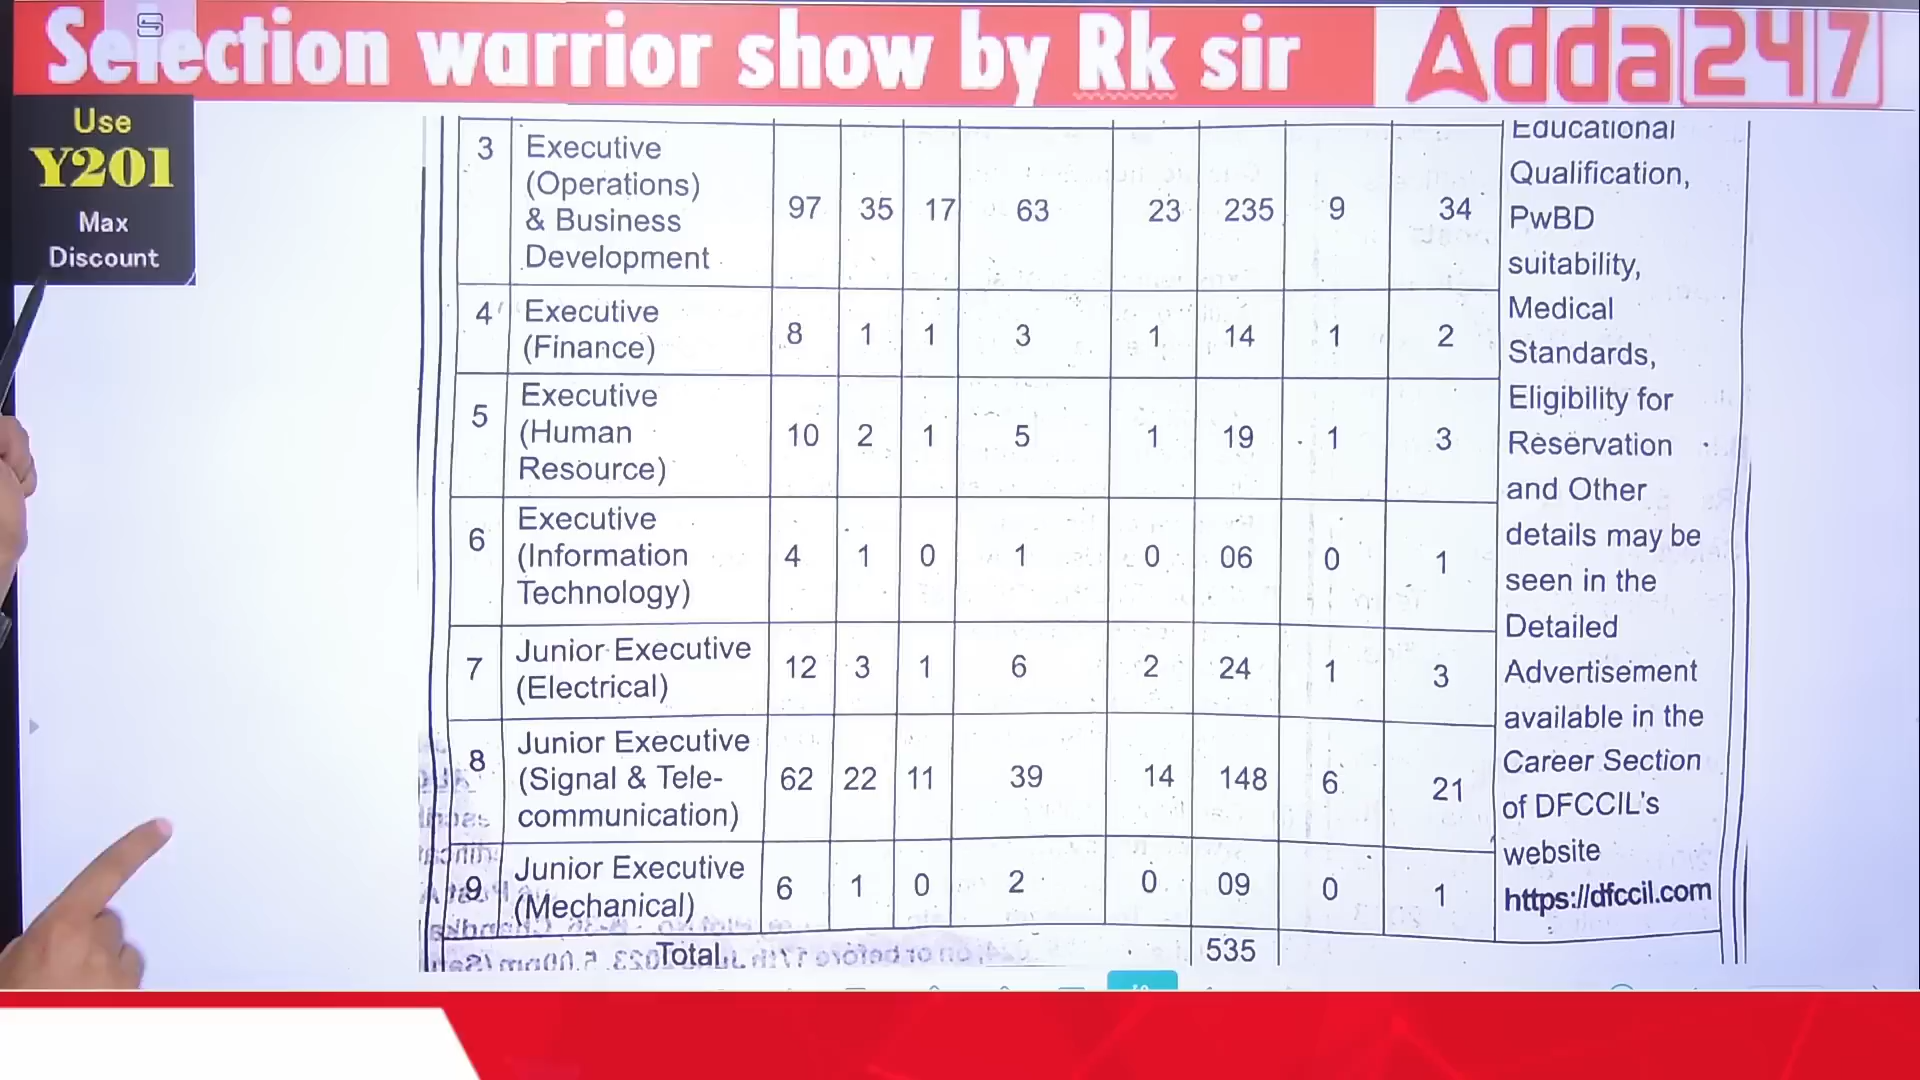 Selection warrior show by Rk sir
Adda247
Use
Y201
Max
Discount
3 Executive (Operations) & Business Development 97 35 17 63 23 235 9 34
4 Executive (Finance) 8 1 1 3 1 14 1 2
5 Executive (Human Resource) 10 2 1 5 1 19 1 3
6 Executive (Information Technology) 4 1 0 1 0 06 0 1
7 Junior Executive (Electrical) 12 3 1 6 2 24 1 3
8 Junior Executive (Signal & Tele-communication) 62 22 11 39 14 148 6 21
9 Junior Executive (Mechanical) 6 1 0 2 0 09 0 1
Total 535
Educational
Qualification,
PwBD
suitability,
Medical
Standards,
Eligibility for
Reservation
and Other
details may be
seen in the
Detailed
Advertisement
available in the
Career Section
of DFCCIL's
website
https://dfccil.com